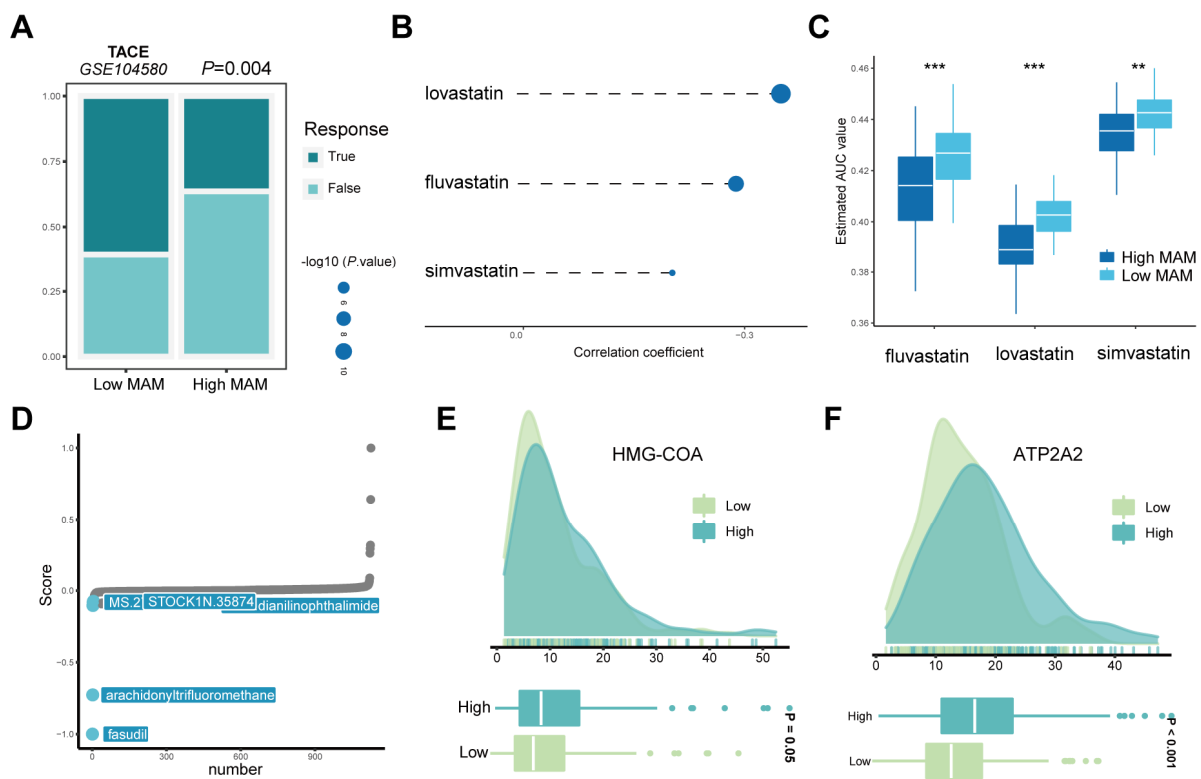 A
TACE
GSE104580
P=0.004
1.00
0.75
0.50
0.25
0.00
Low MAM
High MAM
Response
True
False
-log10 (P.value)
6
8
10
B
lovastatin
fluvastatin
simvastatin
0.0
−0.3
Correlation coefficient
C
Estimated AUC value
0.46
0.44
0.42
0.40
0.38
0.36
***
***
**
High MAM
Low MAM
fluvastatin
lovastatin
simvastatin
D
Score
1.0
0.5
0.0
−0.5
−1.0
MS.2
STOCK1N.35874
dianilinophthalimide
arachidonyltrifluoromethane
fasudil
0
300
600
900
number
E
HMG-COA
Low
High
0
10
20
30
40
50
High
Low
P = 0.05
F
ATP2A2
Low
High
0
10
20
30
40
High
Low
P < 0.001